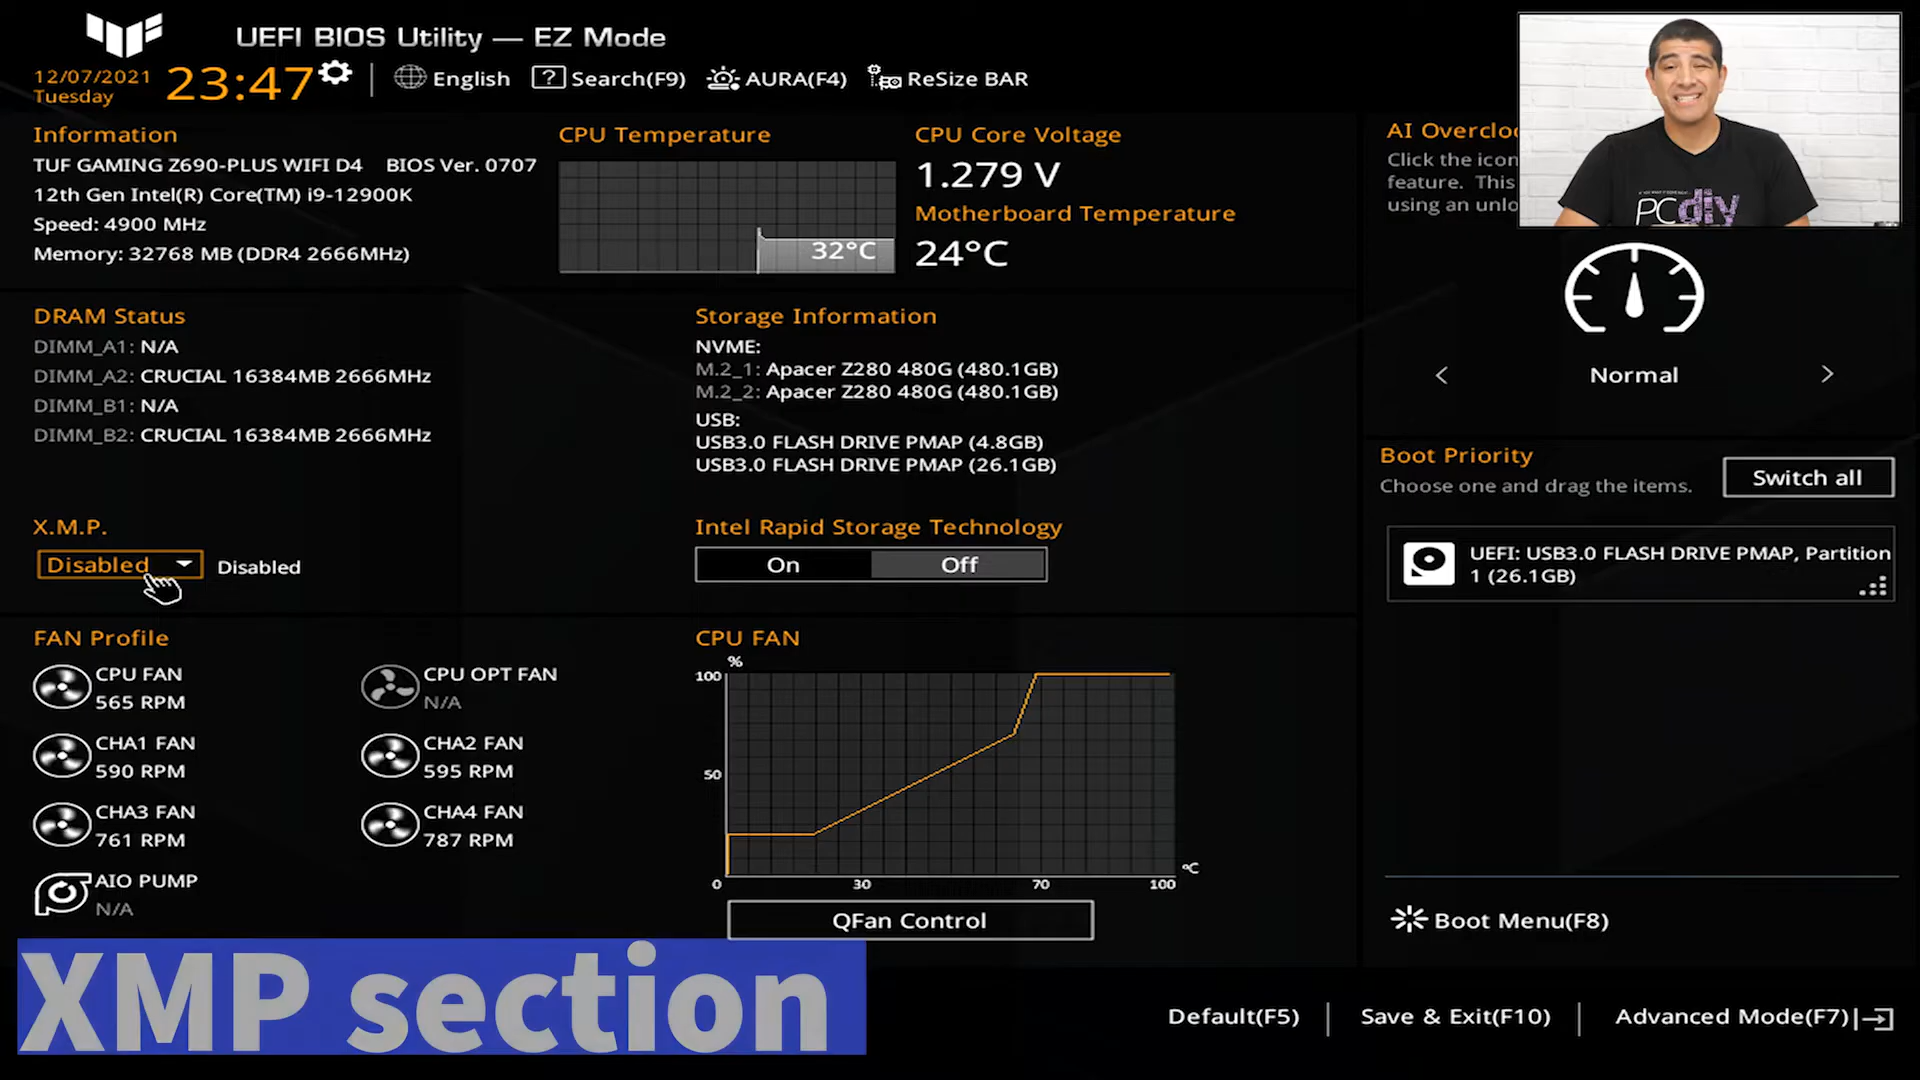 UEFI BIOS Utility — EZ Mode
12/07/2021
Tuesday
23:47
English
? Search(F9)
AURA(F4)
ReSize BAR
Information
TUF GAMING Z690-PLUS WIFI D4 BIOS Ver. 0707
12th Gen Intel(R) Core(TM) i9-12900K
Speed: 4900 MHz
Memory: 32768 MB (DDR4 2666MHz)
CPU Temperature
32°C
CPU Core Voltage
1.279 V
Motherboard Temperature
24°C
DRAM Status
DIMM_A1: N/A
DIMM_A2: CRUCIAL 16384MB 2666MHz
DIMM_B1: N/A
DIMM_B2: CRUCIAL 16384MB 2666MHz
Storage Information
NVME:
M.2_1: Apacer Z280 480G (480.1GB)
M.2_2: Apacer Z280 480G (480.1GB)
USB:
USB3.0 FLASH DRIVE PMAP (4.8GB)
USB3.0 FLASH DRIVE PMAP (26.1GB)
X.M.P.
Disabled Disabled
Intel Rapid Storage Technology
On Off
FAN Profile
CPU FAN
565 RPM
CPU OPT FAN
N/A
CHA1 FAN
590 RPM
CHA2 FAN
595 RPM
CHA3 FAN
761 RPM
CHA4 FAN
787 RPM
AIO PUMP
N/A
CPU FAN
%
100
50
0 30 70 100
°C
QFan Control
AI Overclo
Click the icon
feature. This
using an unlo
PCdiy
Normal
Boot Priority
Choose one and drag the items.
Switch all
UEFI: USB3.0 FLASH DRIVE PMAP, Partition
1 (26.1GB)
Boot Menu(F8)
XMP section
Default(F5)
Save & Exit(F10)
Advanced Mode(F7)